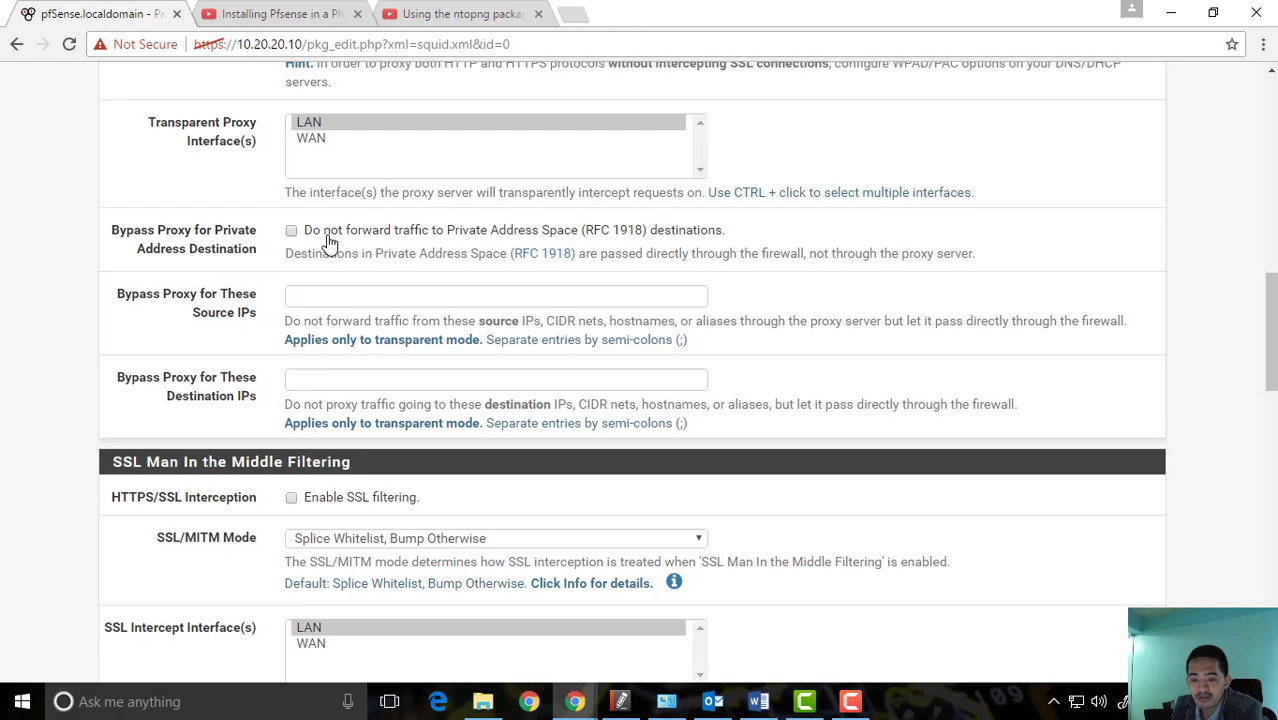 pfSense.localdomain - Pa
Installing Pfsense in a Ph
Using the ntopng packag
Not Secure
https://10.20.20.10/pkg_edit.php?xml=squid.xml&id=0
Hint: In order to proxy both HTTP and HTTPS protocols without intercepting SSL connections, configure WPAD/PAC options on your DNS/DHCP
servers.
Transparent Proxy
Interface(s)
LAN
WAN
The interface(s) the proxy server will transparently intercept requests on. Use CTRL + click to select multiple interfaces.
Bypass Proxy for Private
Address Destination
Do not forward traffic to Private Address Space (RFC 1918) destinations.
Destinations in Private Address Space (RFC 1918) are passed directly through the firewall, not through the proxy server.
Bypass Proxy for These
Source IPs
Do not forward traffic from these source IPs, CIDR nets, hostnames, or aliases through the proxy server but let it pass directly through the firewall.
Applies only to transparent mode. Separate entries by semi-colons (;)
Bypass Proxy for These
Destination IPs
Do not proxy traffic going to these destination IPs, CIDR nets, hostnames, or aliases, but let it pass directly through the firewall.
Applies only to transparent mode. Separate entries by semi-colons (;)
SSL Man In the Middle Filtering
HTTPS/SSL Interception
Enable SSL filtering.
SSL/MITM Mode
Splice Whitelist, Bump Otherwise
The SSL/MITM mode determines how SSL interception is treated when 'SSL Man In the Middle Filtering' is enabled.
Default: Splice Whitelist, Bump Otherwise. Click Info for details.
SSL Intercept Interface(s)
LAN
WAN
Ask me anything